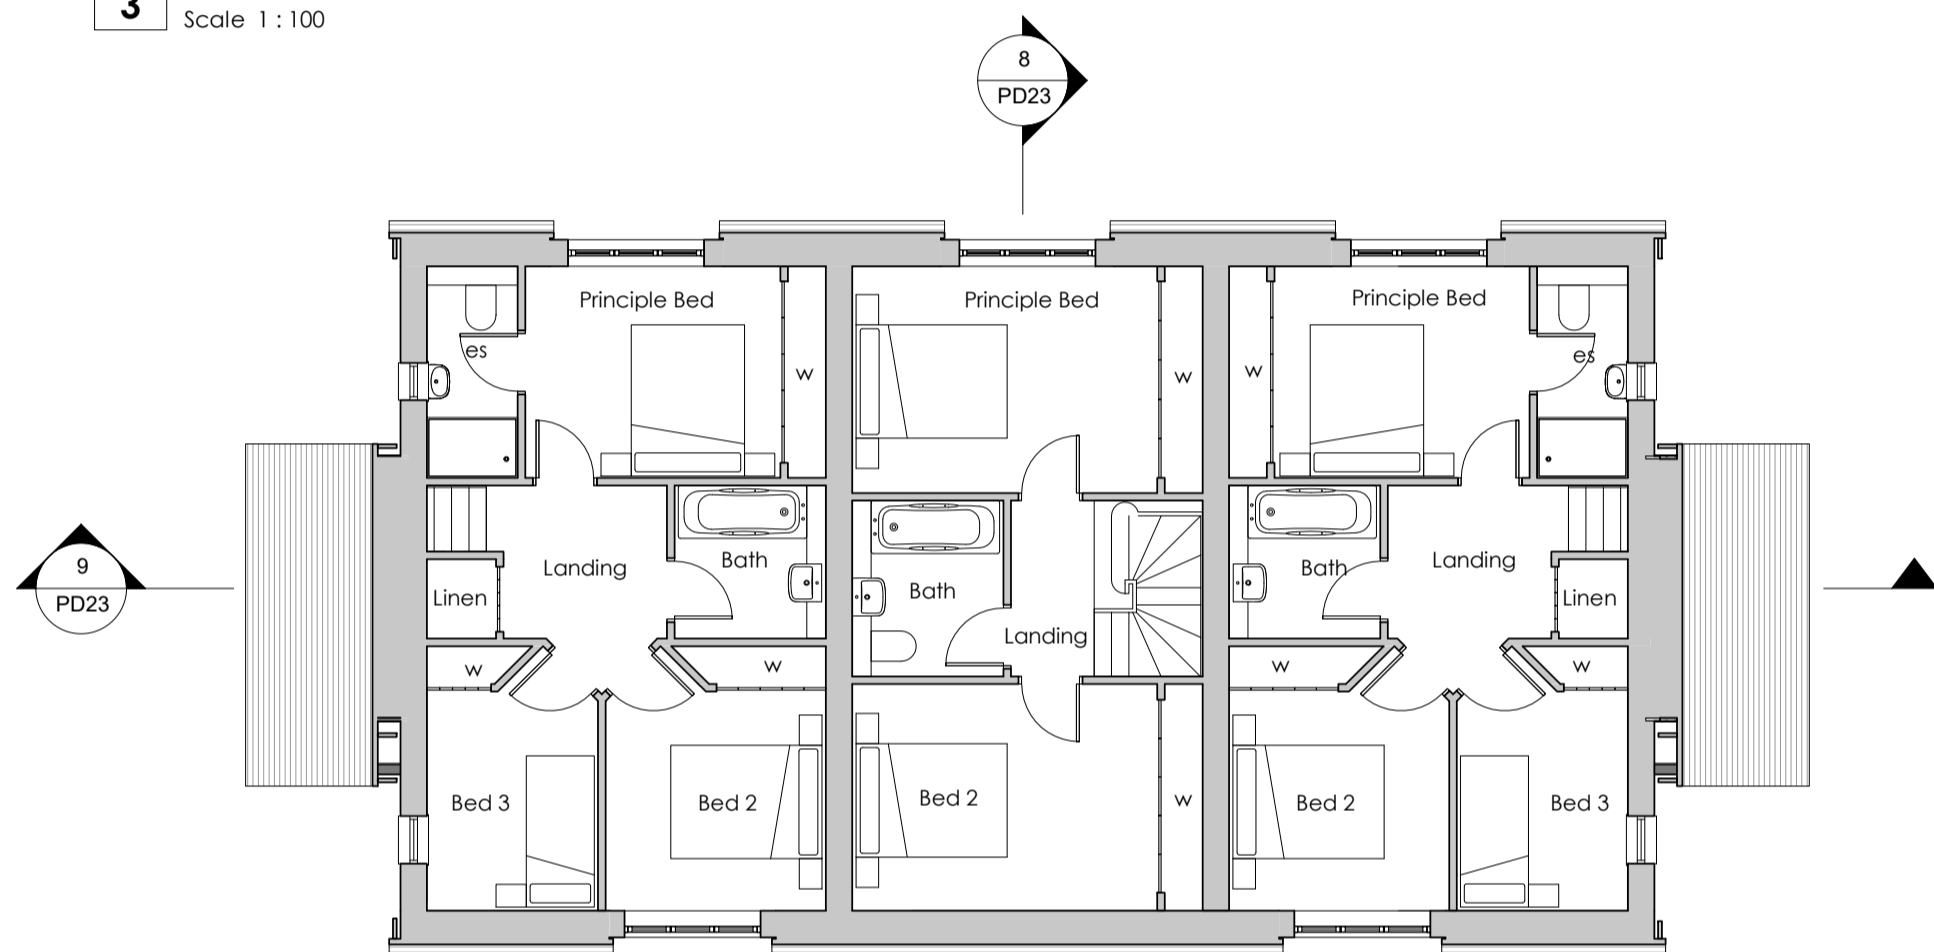 3
Scale 1 : 100
8
PD23
Principle Bed
Principle Bed
Principle Bed
es
es
w
w
w
9
PD23
Landing
Bath
Linen
Bath
Landing
Bath
Landing
Linen
w
w
w
w
Bed 3
Bed 2
Bed 2
w
Bed 2
Bed 3